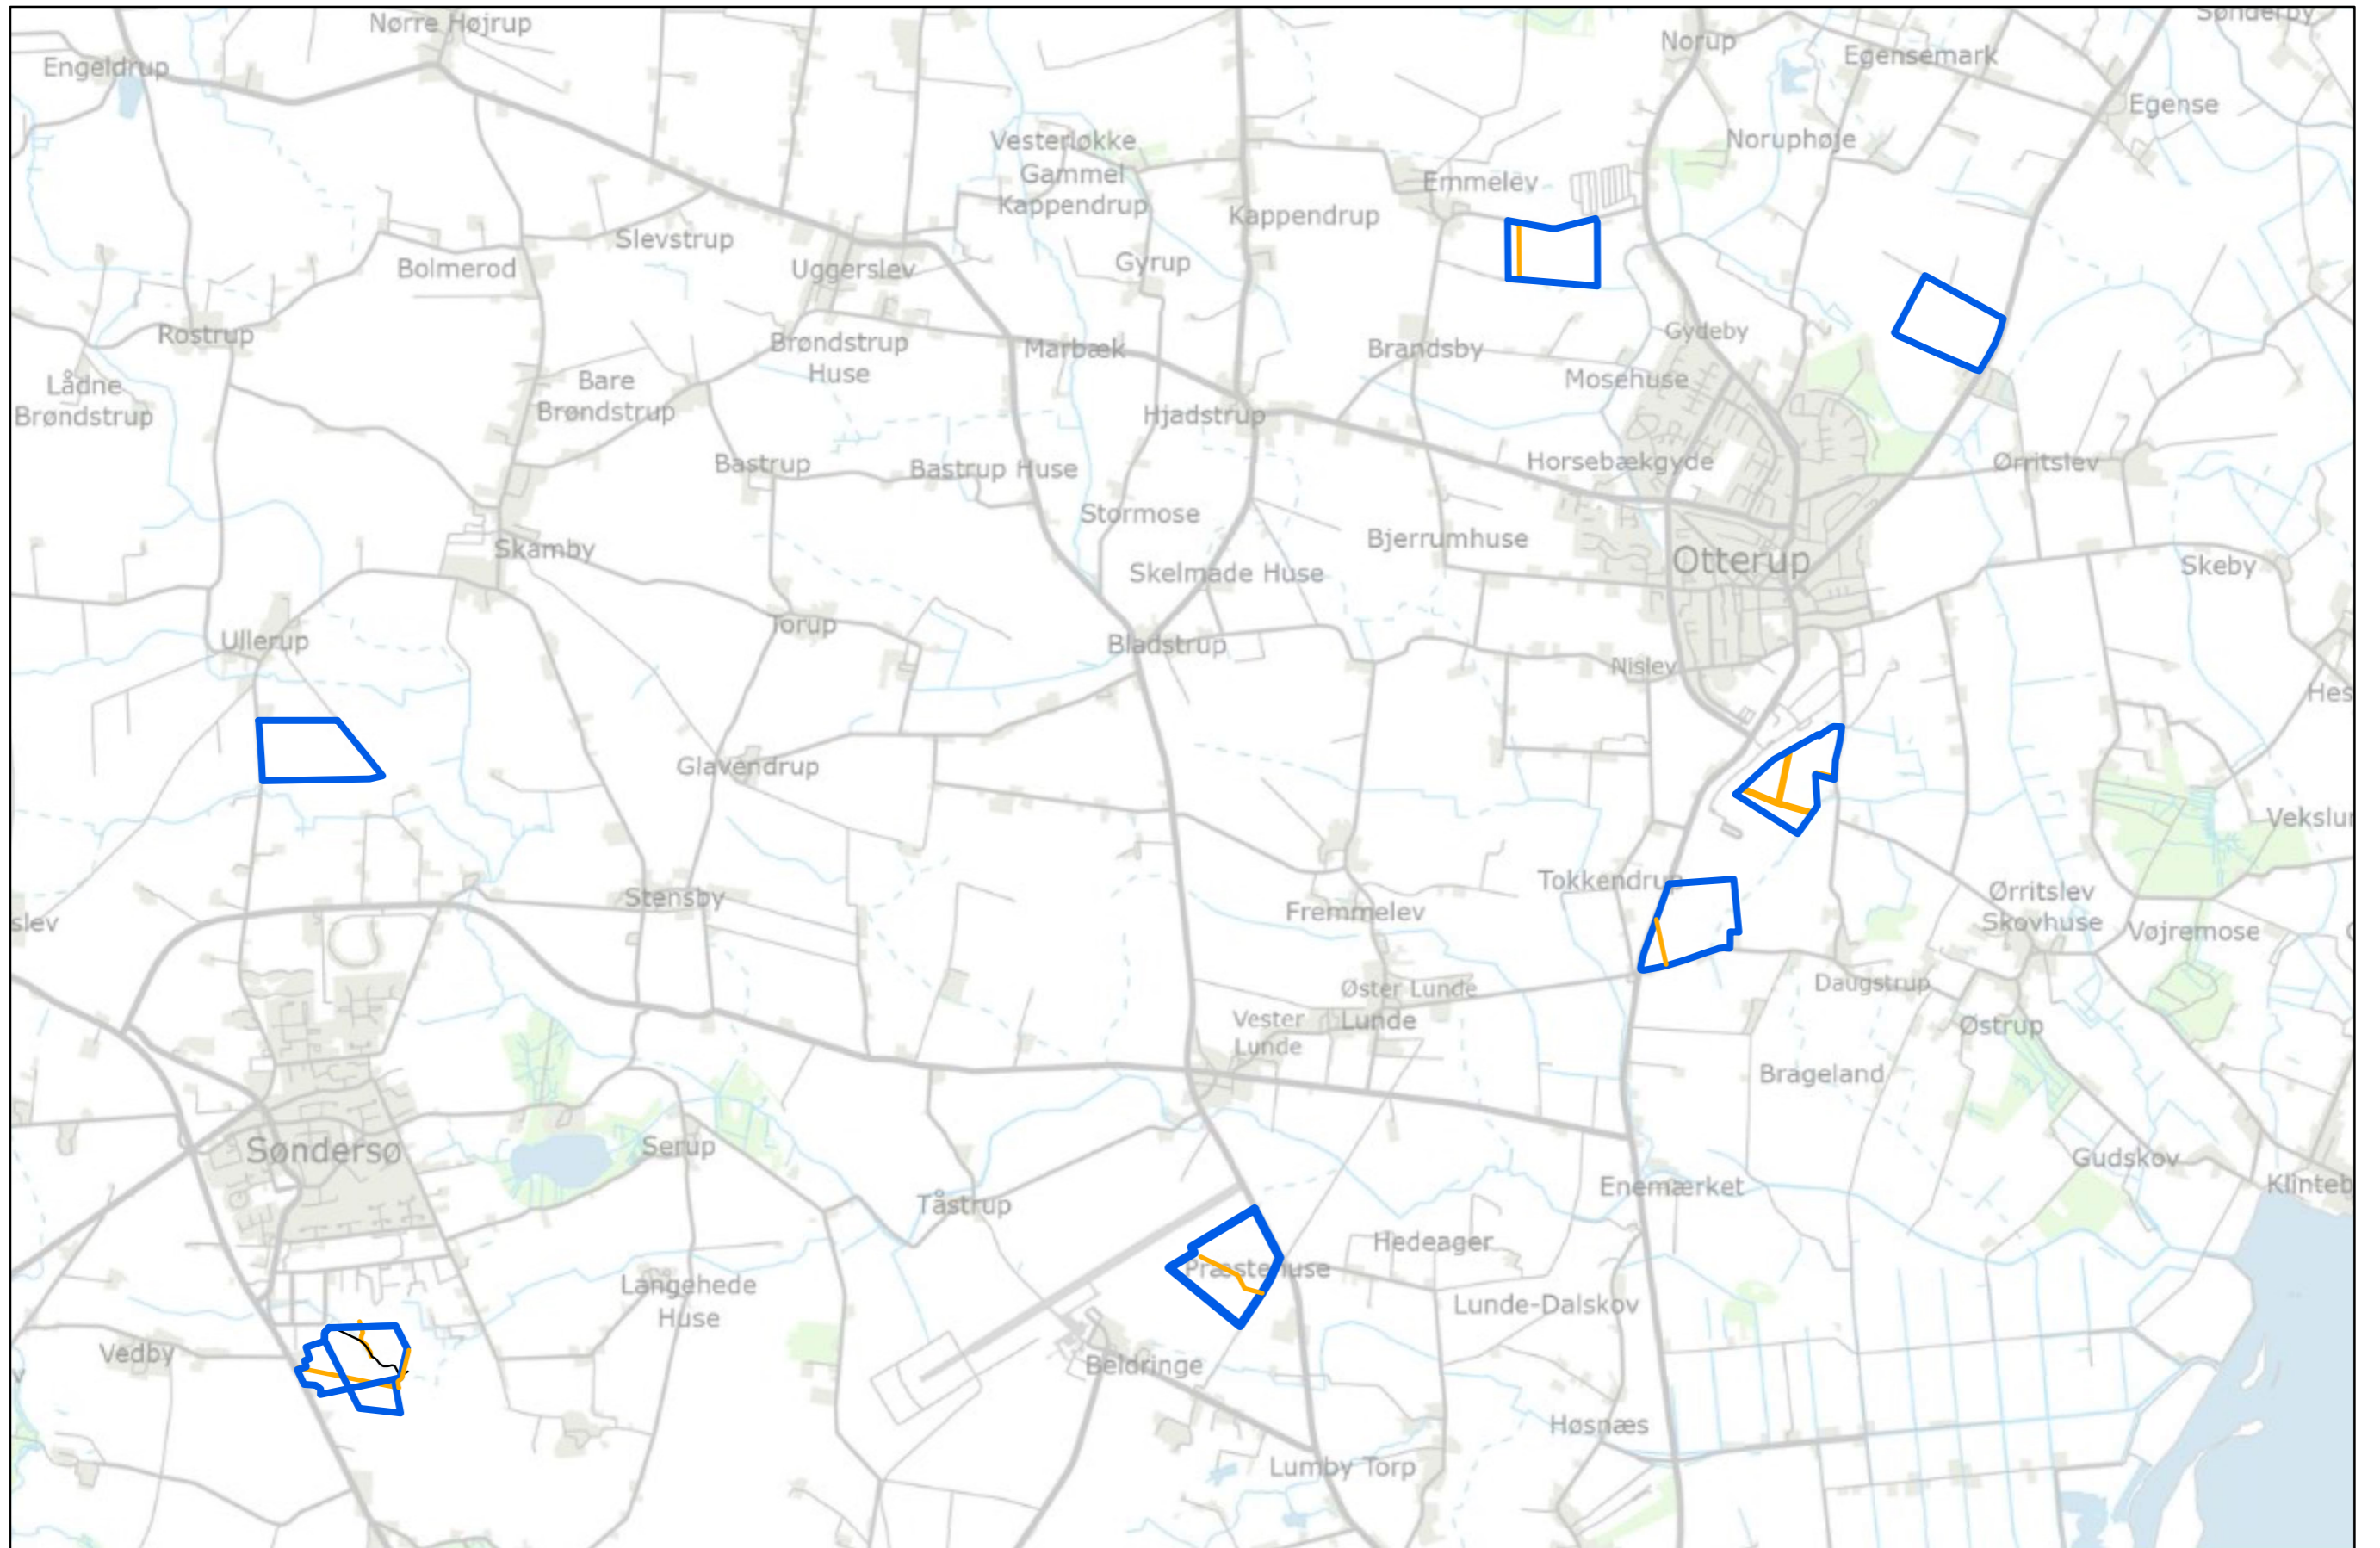 Nørre Højrup
Sønderby
Norup
Egensemark
Engeldrup
Egense
Vesterløkke
Noruphøje
Gammel
Kappendrup
Emmelev
Kappendrup
Slevstrup
Bolmerod
Uggerslev
Gyrup
Rostrup
Gydeby
Brøndstrup
Huse
Marbæk
Brandsby
Lådne
Brøndstrup
Bare
Brøndstrup
Mosehuse
Hjadstrup
Bastrup
Bastrup Huse
Horsebækgyde
Ørritslev
Stormose
Skamby
Bjerrumhuse
Otterup
Skelmade Huse
Skeby
Torup
Ullerup
Bladstrup
Nislev
Hes
Glavendrup
Vekslu
Tokkendrup
Stensby
Fremmelev
Ørritslev
Skovhuse
slev
Vøjremose
Øster Lunde
Lunde
Daugstrup
Vester
Lunde
Østrup
Brageland
Søndersø
Serup
Gudskov
Enemærket
Klinteb
Tåstrup
Hedeager
Præstehuse
Langehede
Huse
Lunde-Dalskov
Vedby
v
Beldringe
Høsnæs
Lumby Torp